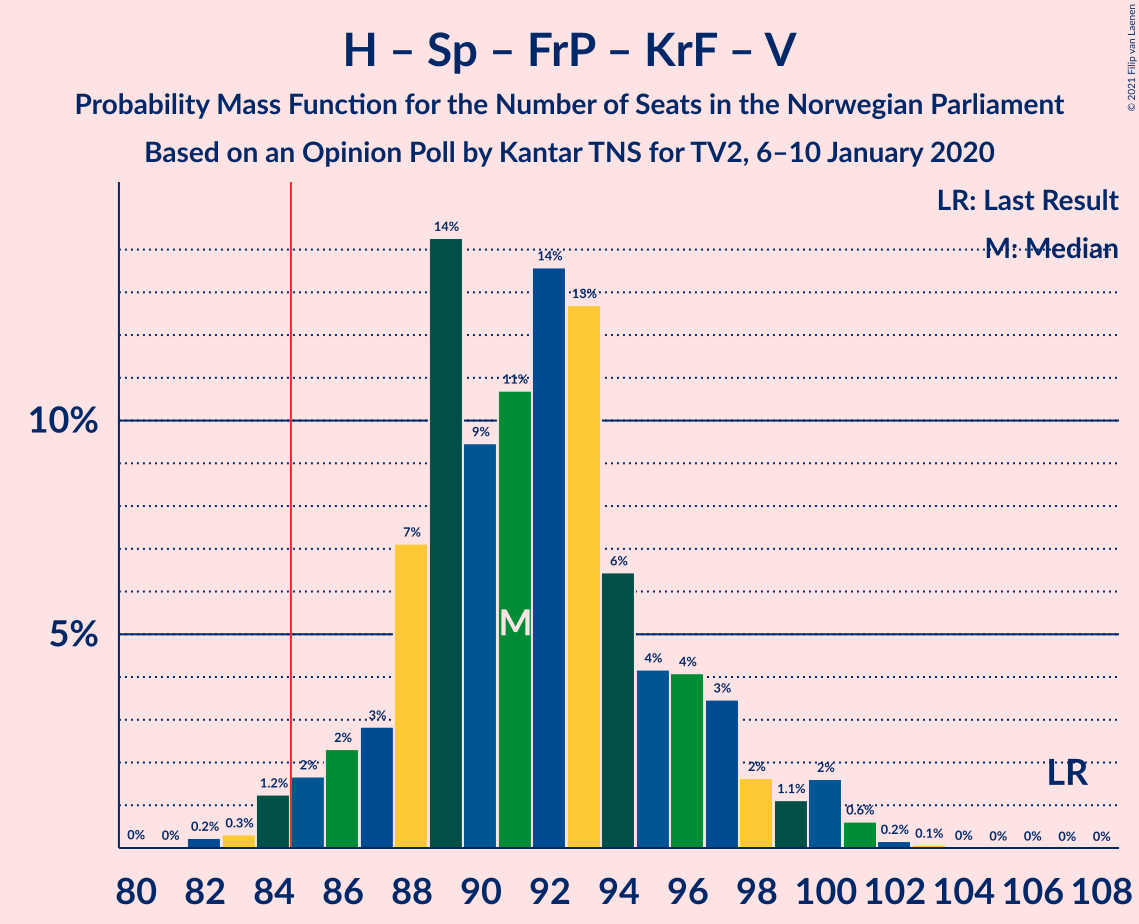 H – Sp – FrP – KrF – V
Probability Mass Function for the Number of Seats in the Norwegian Parliament
Based on an Opinion Poll by Kantar TNS for TV2, 6–10 January 2020
© 2021 Filip van Laenen
LR: Last Result
M: Median
10%
5%
0% 0% 0.2% 0.3% 1.2% 2% 2% 3% 7% 14% 9% 11% 14% 13% 6% 4% 4% 3% 2% 1.1% 2% 0.6% 0.2% 0.1% 0% 0% 0% 0% 0%
M
LR
80 82 84 86 88 90 92 94 96 98 100 102 104 106 108